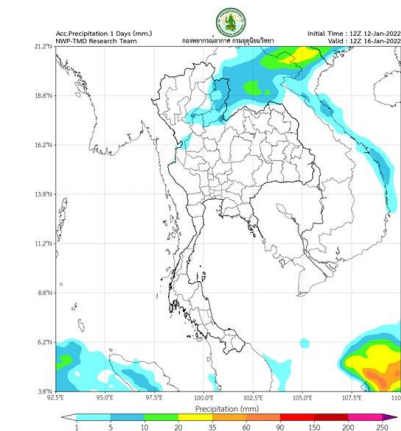 Acc.Precipitation 1 Days (mm.)
NWP-TMD Research Team
กองพยากรณ์อากาศ กรมอุตุนิยมวิทยา
Initial Time : 12Z 12-Jan-2022
Valid : 12Z 16-Jan-2022
21.2°N
18.8°N
16.2°N
13.8°N
11.2°N
8.8°N
6.2°N
3.8°N
92.5°E 95.0°E 97.5°E 100.0°E 102.5°E 105.0°E 107.5°E
Precipitation (mm)
1 5 10 20 35 60 90 150 200 250